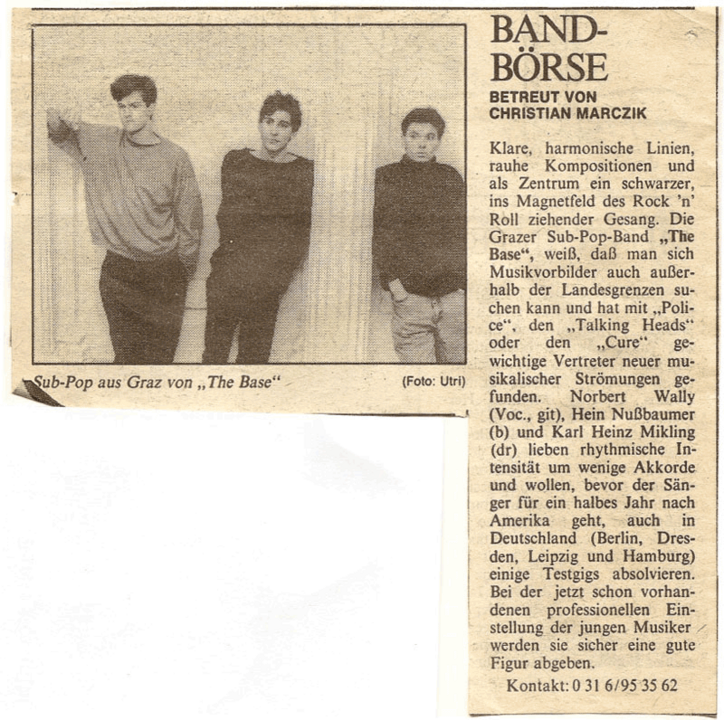 BAND-
BÖRSE
BETREUT VON
CHRISTIAN MARCZIK
Klare, harmonische Linien,
rauhe Kompositionen und
als Zentrum ein schwarzer,
ins Magnetfeld des Rock 'n'
Roll ziehender Gesang. Die
Grazer Sub-Pop-Band „The
Base“, weiß, daß man sich
Musikvorbilder auch außer-
halb der Landesgrenzen su-
chen kann und hat mit „Poli-
ce“, den „Talking Heads“
oder den „Cure“ ge-
wichtige Vertreter neuer mu-
sikalischer Strömungen ge-
funden. Norbert Wally
(Voc., git), Hein Nußbaumer
(b) und Karl Heinz Mikling
(dr) lieben rhythmische In-
tensität um wenige Akkorde
und wollen, bevor der Sän-
ger für ein halbes Jahr nach
Amerika geht, auch in
Deutschland (Berlin, Dres-
den, Leipzig und Hamburg)
einige Testgigs absolvieren.
Bei der jetzt schon vorhan-
denen professionellen Ein-
stellung der jungen Musiker
werden sie sicher eine gute
Figur abgeben.
Kontakt: 0 31 6/95 35 62
Sub-Pop aus Graz von „The Base“ (Foto: Utri)